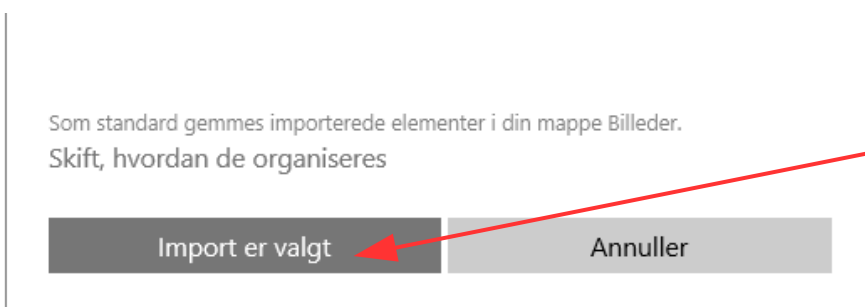 Som standard gemmes importerede elementer i din mappe Billeder.
Skift, hvordan de organiseres
Import er valgt
Annuller